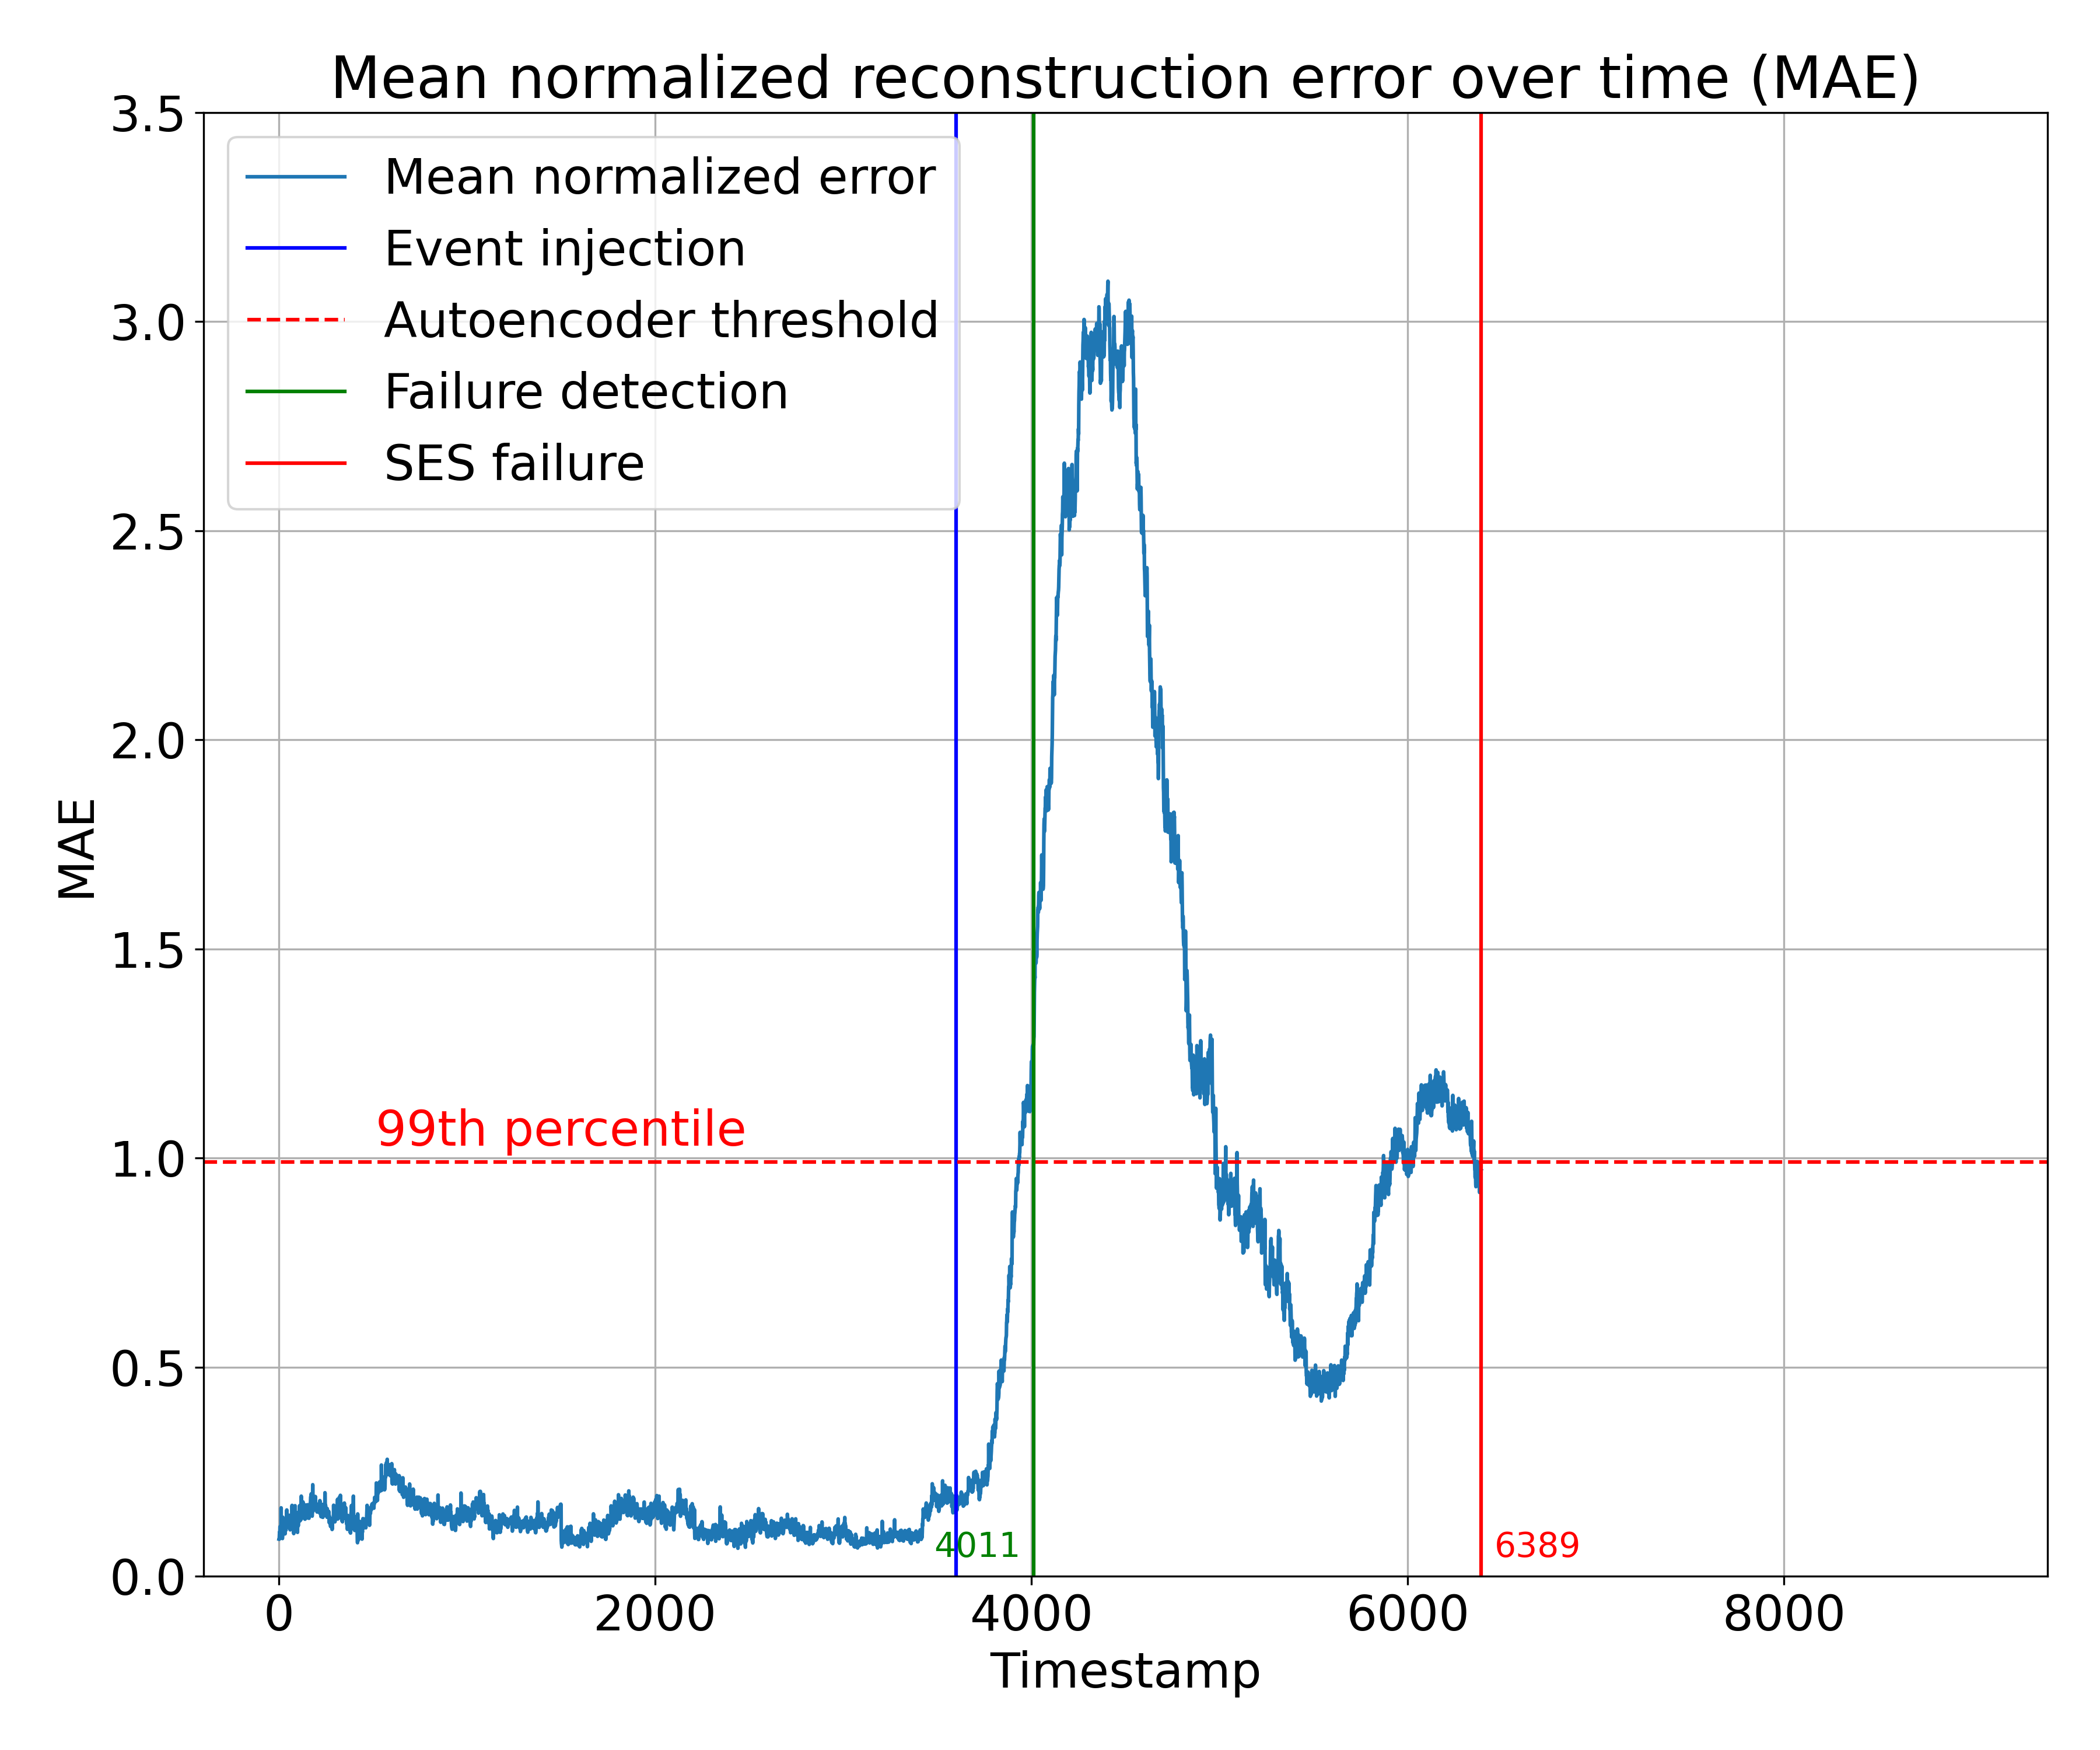 Mean normalized reconstruction error over time (MAE)
3.5
3.0
2.5
2.0
1.5
1.0
0.5
0.0
MAE
Mean normalized error
Event injection
Autoencoder threshold
Failure detection
SES failure
99th percentile
4011
6389
0 2000 4000 6000 8000
Timestamp